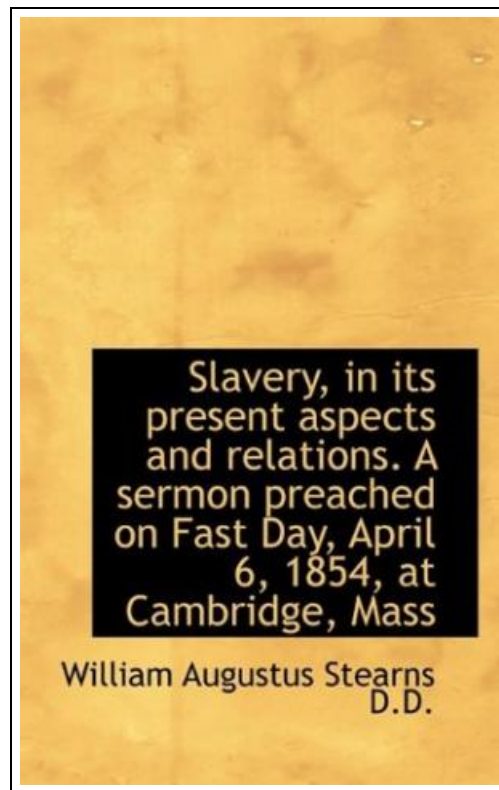 Slavery, in its
present aspects
and relations. A
sermon preached
on Fast Day, April
6, 1854, at
Cambridge, Mass
William Augustus Stearns
D.D.